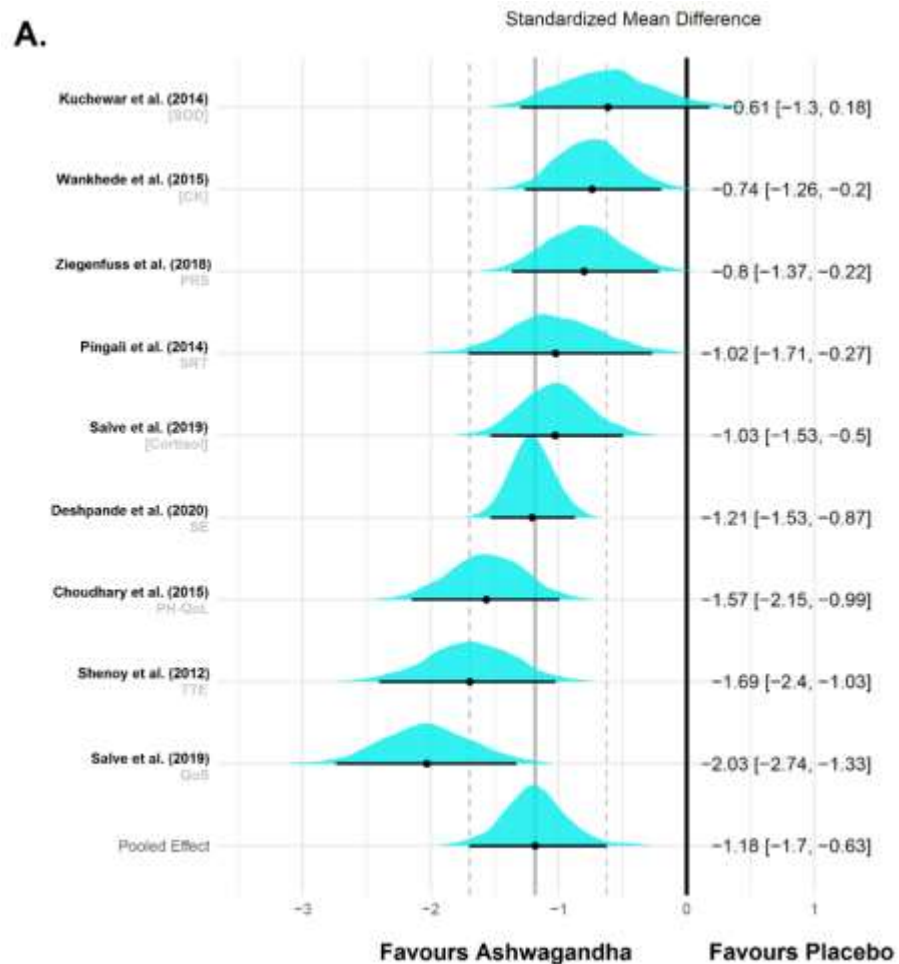 A.
Standardized Mean Difference
Kuchewar et al. (2014)
[SOD]
−0.61 [−1.3, 0.18]
Wankhede et al. (2015)
[CK]
−0.74 [−1.26, −0.2]
Ziegenfuss et al. (2018)
PRS
−0.8 [−1.37, −0.22]
Pingali et al. (2014)
SRT
−1.02 [−1.71, −0.27]
Salve et al. (2019)
[Cortisol]
−1.03 [−1.53, −0.5]
Deshpande et al. (2020)
SE
−1.21 [−1.53, −0.87]
Choudhary et al. (2015)
PH-QoL
−1.57 [−2.15, −0.99]
Shenoy et al. (2012)
TTE
−1.69 [−2.4, −1.03]
Salve et al. (2019)
QoS
−2.03 [−2.74, −1.33]
Pooled Effect
−1.18 [−1.7, −0.63]
−3 −2 −1 0 1
Favours Ashwagandha Favours Placebo